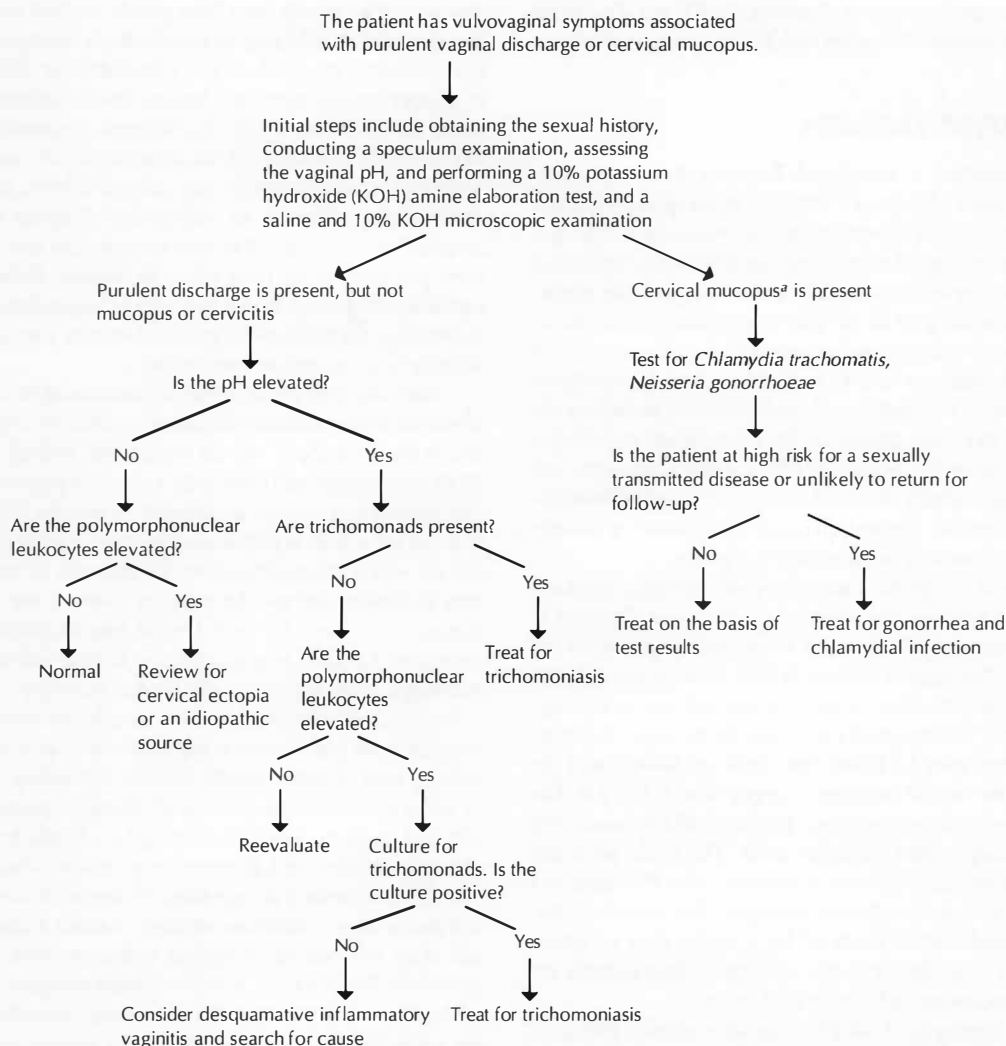 The patient has vulvovaginal symptoms associated
with purulent vaginal discharge or cervical mucopus.
Initial steps include obtaining the sexual history,
conducting a speculum examination, assessing
the vaginal pH, and performing a 10% potassium
hydroxide (KOH) amine elaboration test, and a
saline and 10% KOH microscopic examination
Purulent discharge is present, but not
mucopus or cervicitis
Is the pH elevated?
No
Yes
Are the polymorphonuclear
leukocytes elevated?
No
Yes
Normal
Review for
cervical ectopia
or an idiopathic
source
Are trichomonads present?
No
Yes
Are the
polymorphonuclear
leukocytes
elevated?
Treat for
trichomoniasis
No
Yes
Reevaluate
Culture for
trichomonads. Is the
culture positive?
No
Yes
Consider desquamative inflammatory
vaginitis and search for cause
Treat for trichomoniasis
Cervical mucopusª is present
Test for Chlamydia trachomatis,
Neisseria gonorrhoeae
Is the patient at high risk for a sexually
transmitted disease or unlikely to return for
follow-up?
No
Yes
Treat on the basis of
test results
Treat for gonorrhea and
chlamydial infection